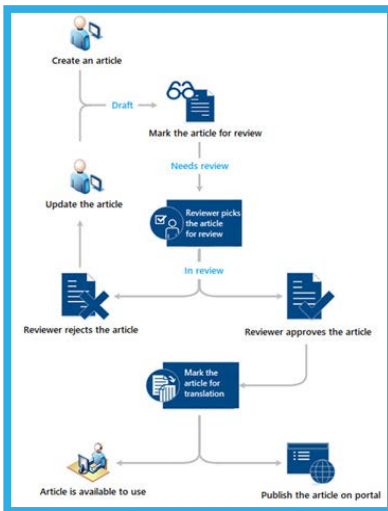 Create an article
Draft
Mark the article for review
Needs review
Update the article
Reviewer picks
the article
for review
In review
Reviewer rejects the article
Reviewer approves the article
Mark the
article for
translation
Article is available to use
Publish the article on portal